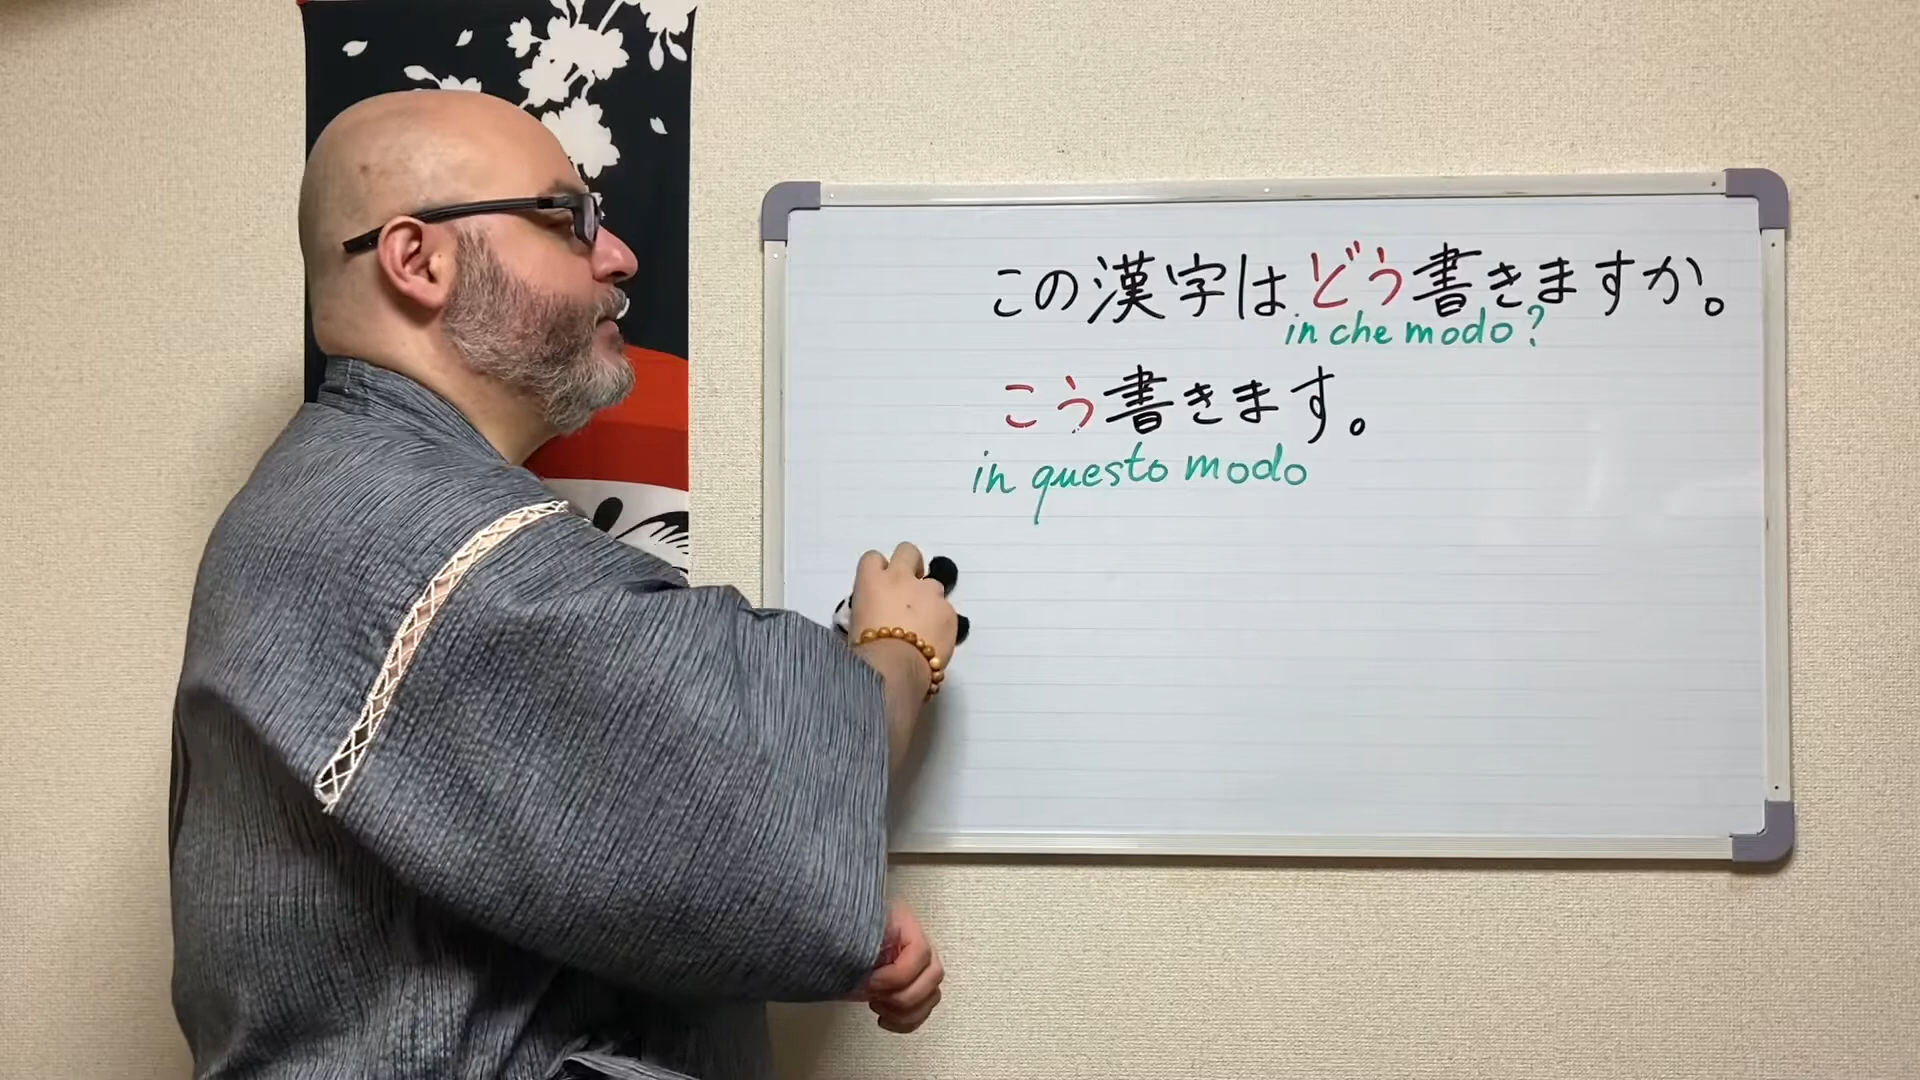 この漢字はどう書きますか。
in che modo?
こう書きます。
in questo modo